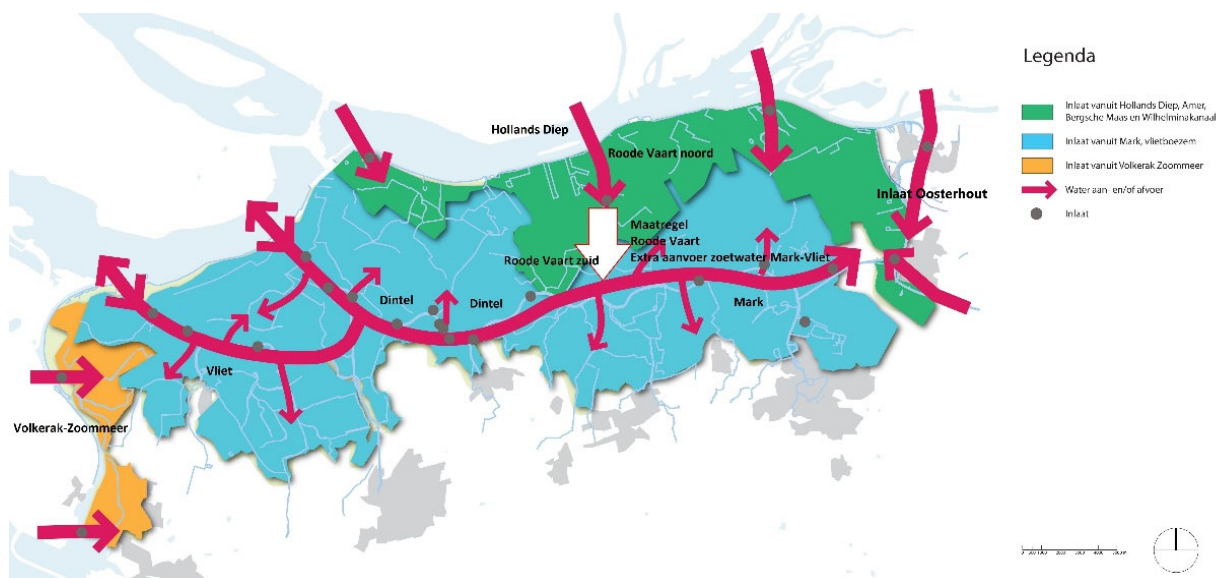 Legenda
Inlaat vanuit Hollands Diep, Amer,
Bergsche Maas en Wilhelminakanaal
Inlaat vanuit Mark, vlietboezem
Inlaat vanuit Volkerak Zoommeer
Water aan- en/of afvoer
Inlaat
Hollands Diep
Roode Vaart noord
Inlaat Oosterhout
Maatregel
Roode Vaart
Roode Vaart zuid
Extra aanvoer zoetwater Mark-Vliet
Dintel
Dintel
Mark
Vliet
Volkerak-Zoommeer